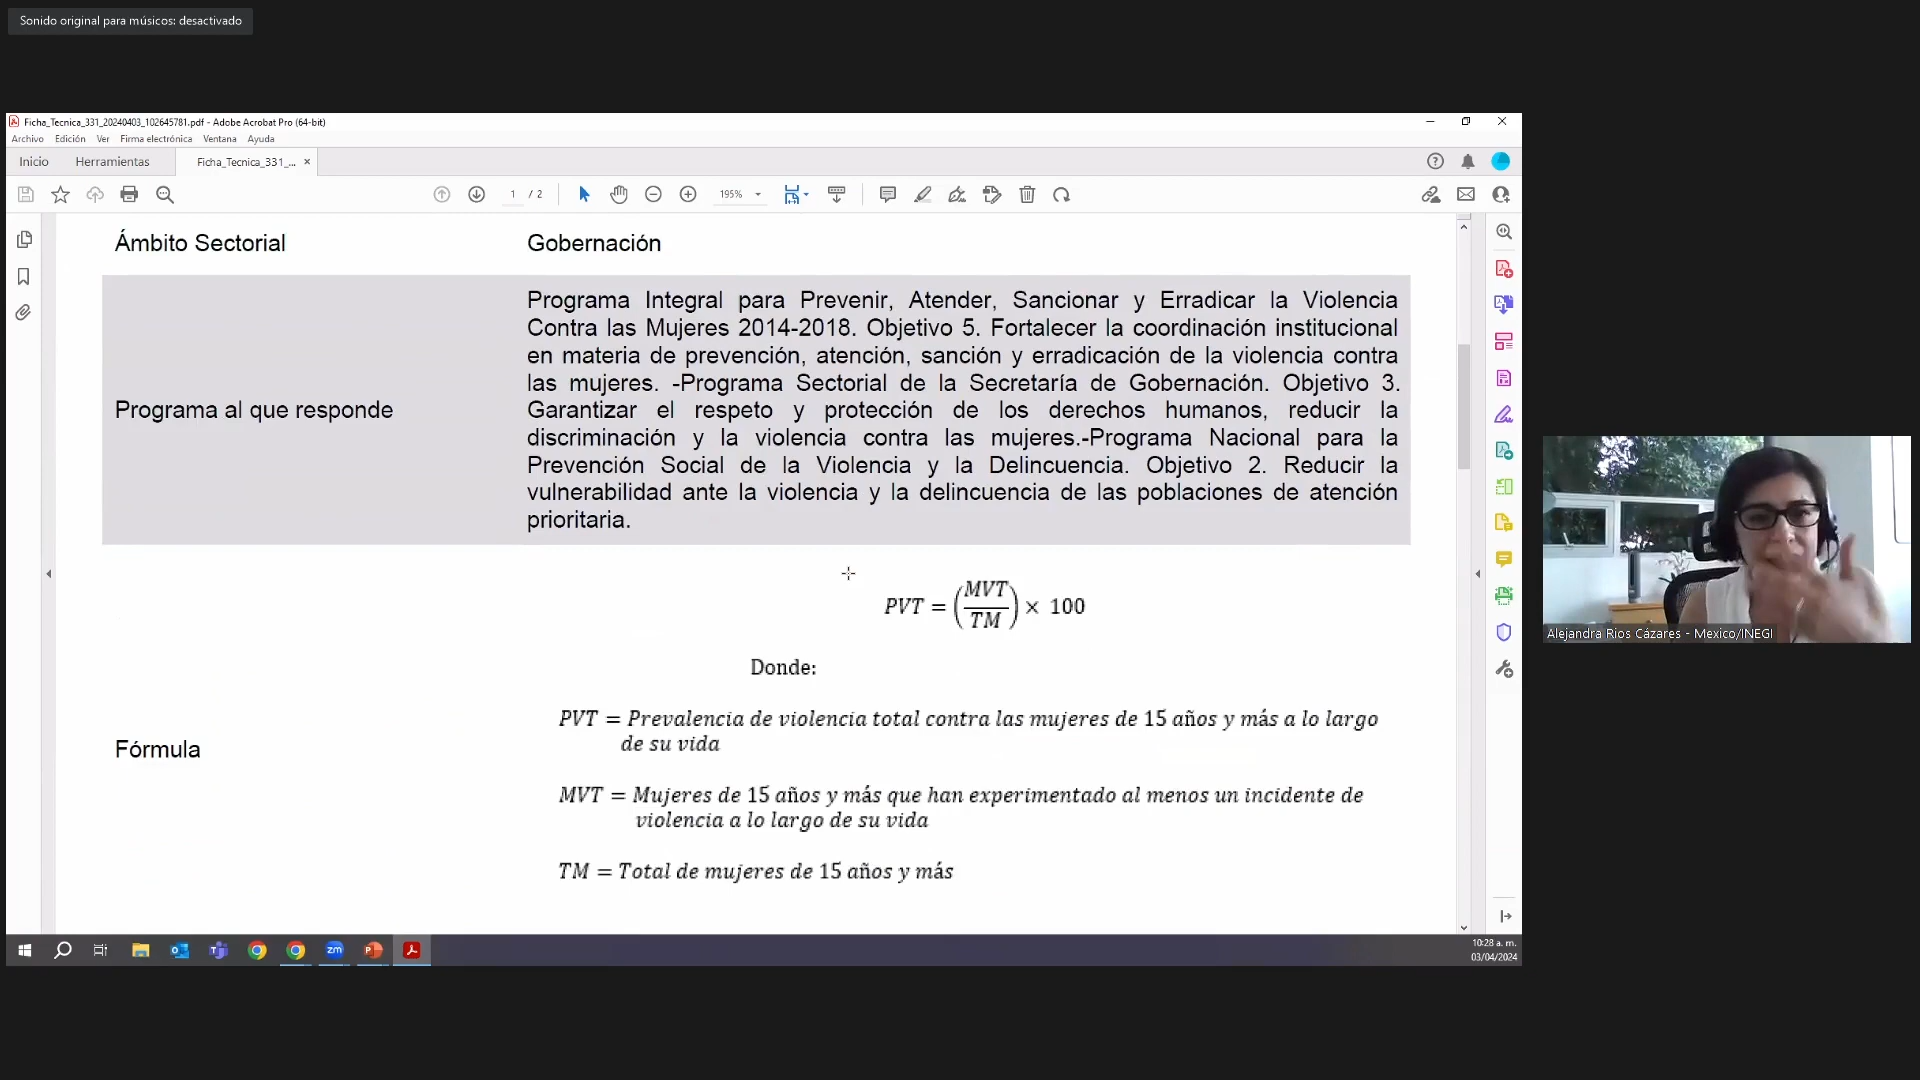 Sonido original para músicos: desactivado
Ficha_Tecnica_331_20240403_102645781.pdf - Adobe Acrobat Pro (64-bit)
Archivo Edición Ver Firma electrónica Ventana Ayuda
Inicio Herramientas Ficha_Tecnica_331_... ×
1 / 2 195%
Ámbito Sectorial Gobernación
Programa al que responde
Programa Integral para Prevenir, Atender, Sancionar y Erradicar la Violencia
Contra las Mujeres 2014-2018. Objetivo 5. Fortalecer la coordinación institucional
en materia de prevención, atención, sanción y erradicación de la violencia contra
las mujeres. -Programa Sectorial de la Secretaría de Gobernación. Objetivo 3.
Garantizar el respeto y protección de los derechos humanos, reducir la
discriminación y la violencia contra las mujeres.-Programa Nacional para la
Prevención Social de la Violencia y la Delincuencia. Objetivo 2. Reducir la
vulnerabilidad ante la violencia y la delincuencia de las poblaciones de atención
prioritaria.
Fórmula
PVT = (MVT/TM) × 100
Donde:
PVT = Prevalencia de violencia total contra las mujeres de 15 años y más a lo largo
de su vida
MVT = Mujeres de 15 años y más que han experimentado al menos un incidente de
violencia a lo largo de su vida
TM = Total de mujeres de 15 años y más
Alejandra Rios Cázares - Mexico/INEGI
zm
10:28 a. m.
03/04/2024